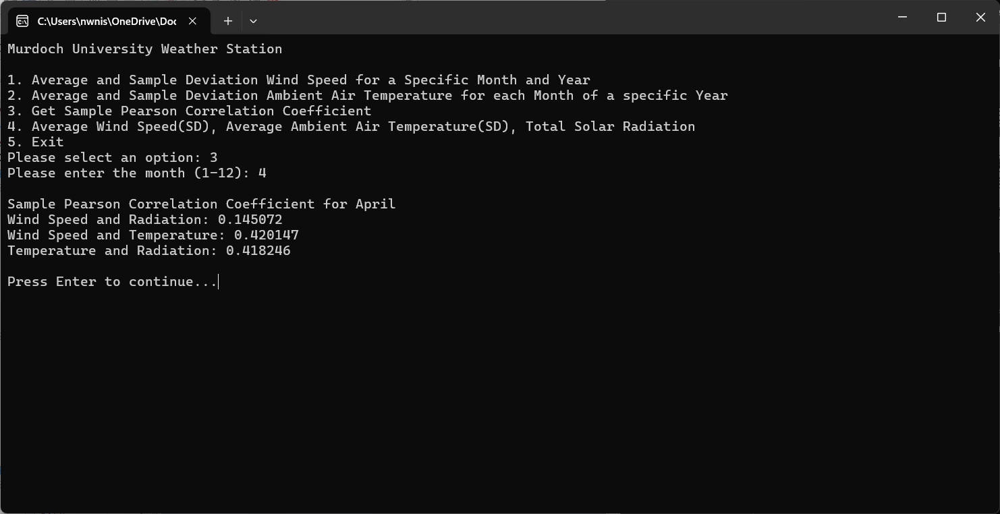 C:\Users\nwnis\OneDrive\Doc
Murdoch University Weather Station
1. Average and Sample Deviation Wind Speed for a Specific Month and Year
2. Average and Sample Deviation Ambient Air Temperature for each Month of a specific Year
3. Get Sample Pearson Correlation Coefficient
4. Average Wind Speed(SD), Average Ambient Air Temperature(SD), Total Solar Radiation
5. Exit
Please select an option: 3
Please enter the month (1-12): 4
Sample Pearson Correlation Coefficient for April
Wind Speed and Radiation: 0.145072
Wind Speed and Temperature: 0.420147
Temperature and Radiation: 0.418246
Press Enter to continue...